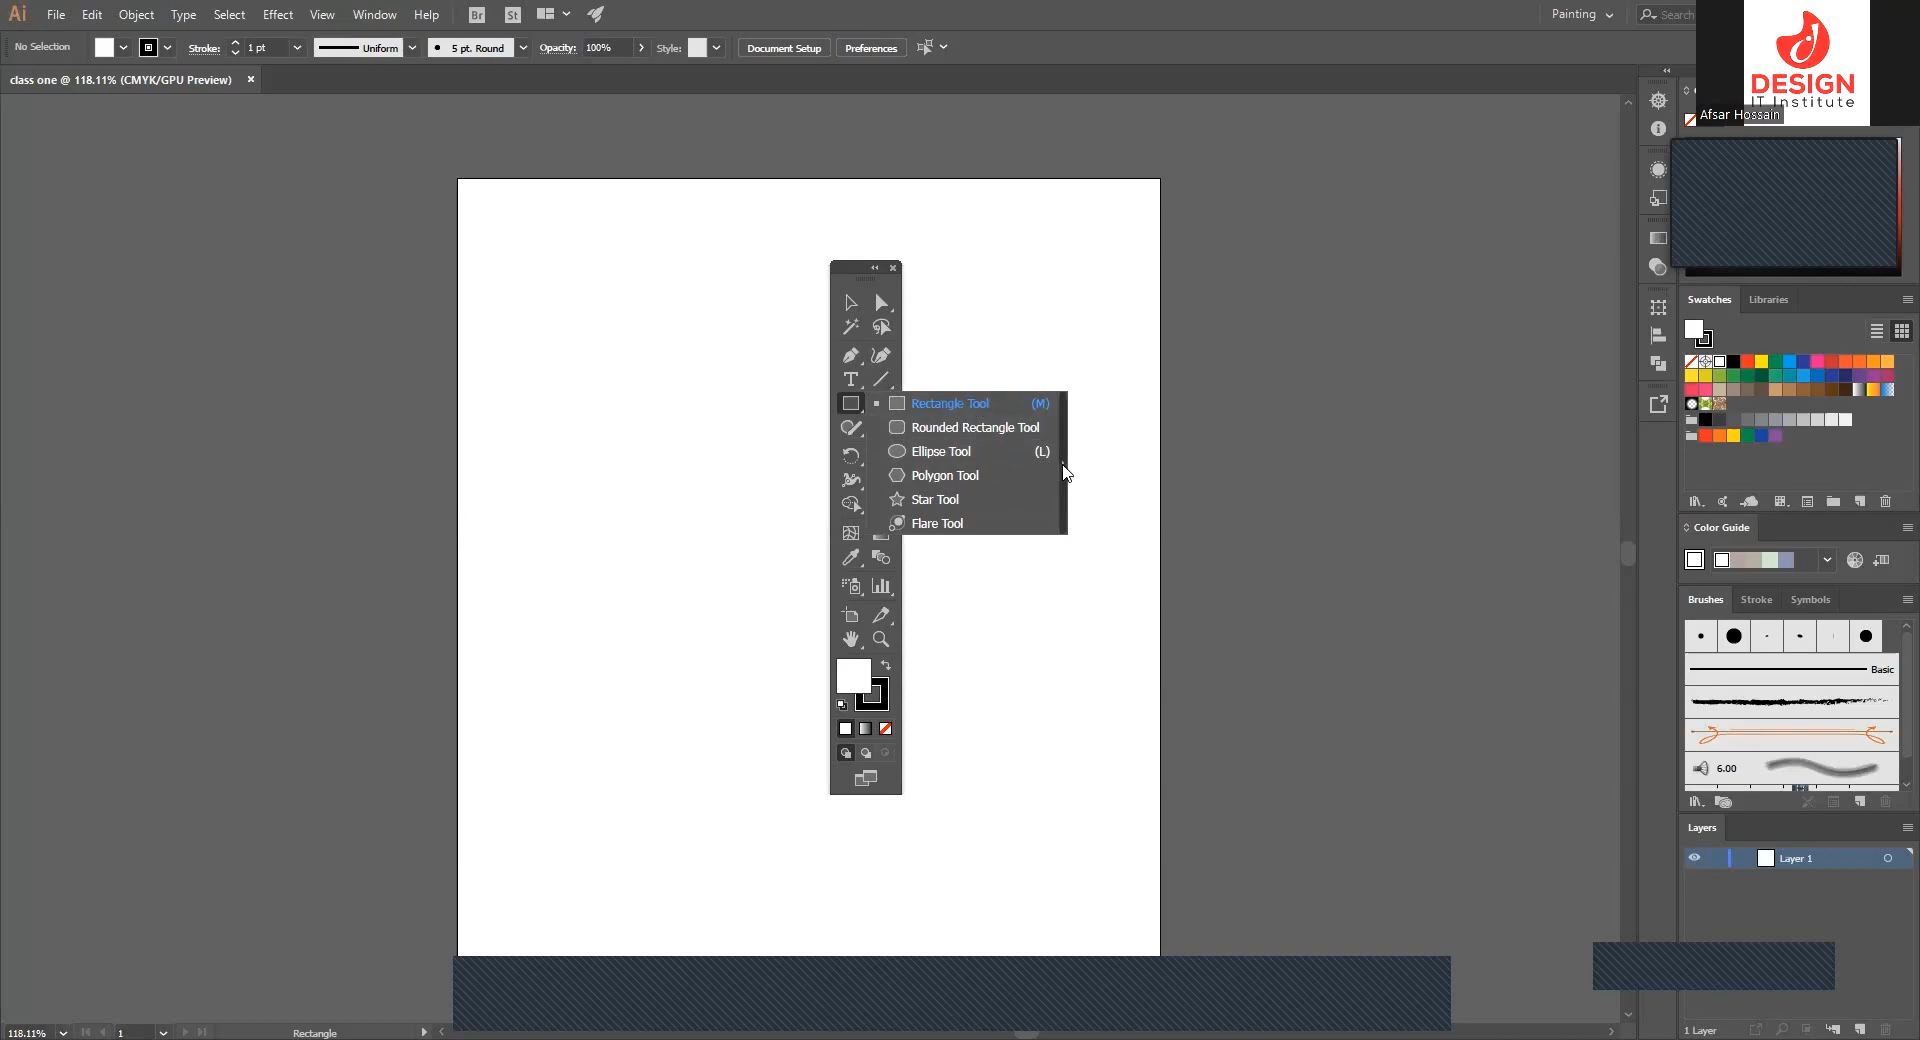 Ai File Edit Object Type Select Effect View Window Help Br St Painting Search
No Selection Stroke: 1 pt Uniform 5 pt. Round Opacity: 100% Style: Document Setup Preferences
class one @ 118.11% (CMYK/GPU Preview)
DESIGN
IT Institute
Afsar Hossain
Rectangle Tool (M)
Rounded Rectangle Tool
Ellipse Tool (L)
Polygon Tool
Star Tool
Flare Tool
T
Swatches Libraries
Color Guide
Brushes Stroke Symbols
Basic
6.00
Layers
Layer 1
1 Layer
118.11% 1 Rectangle